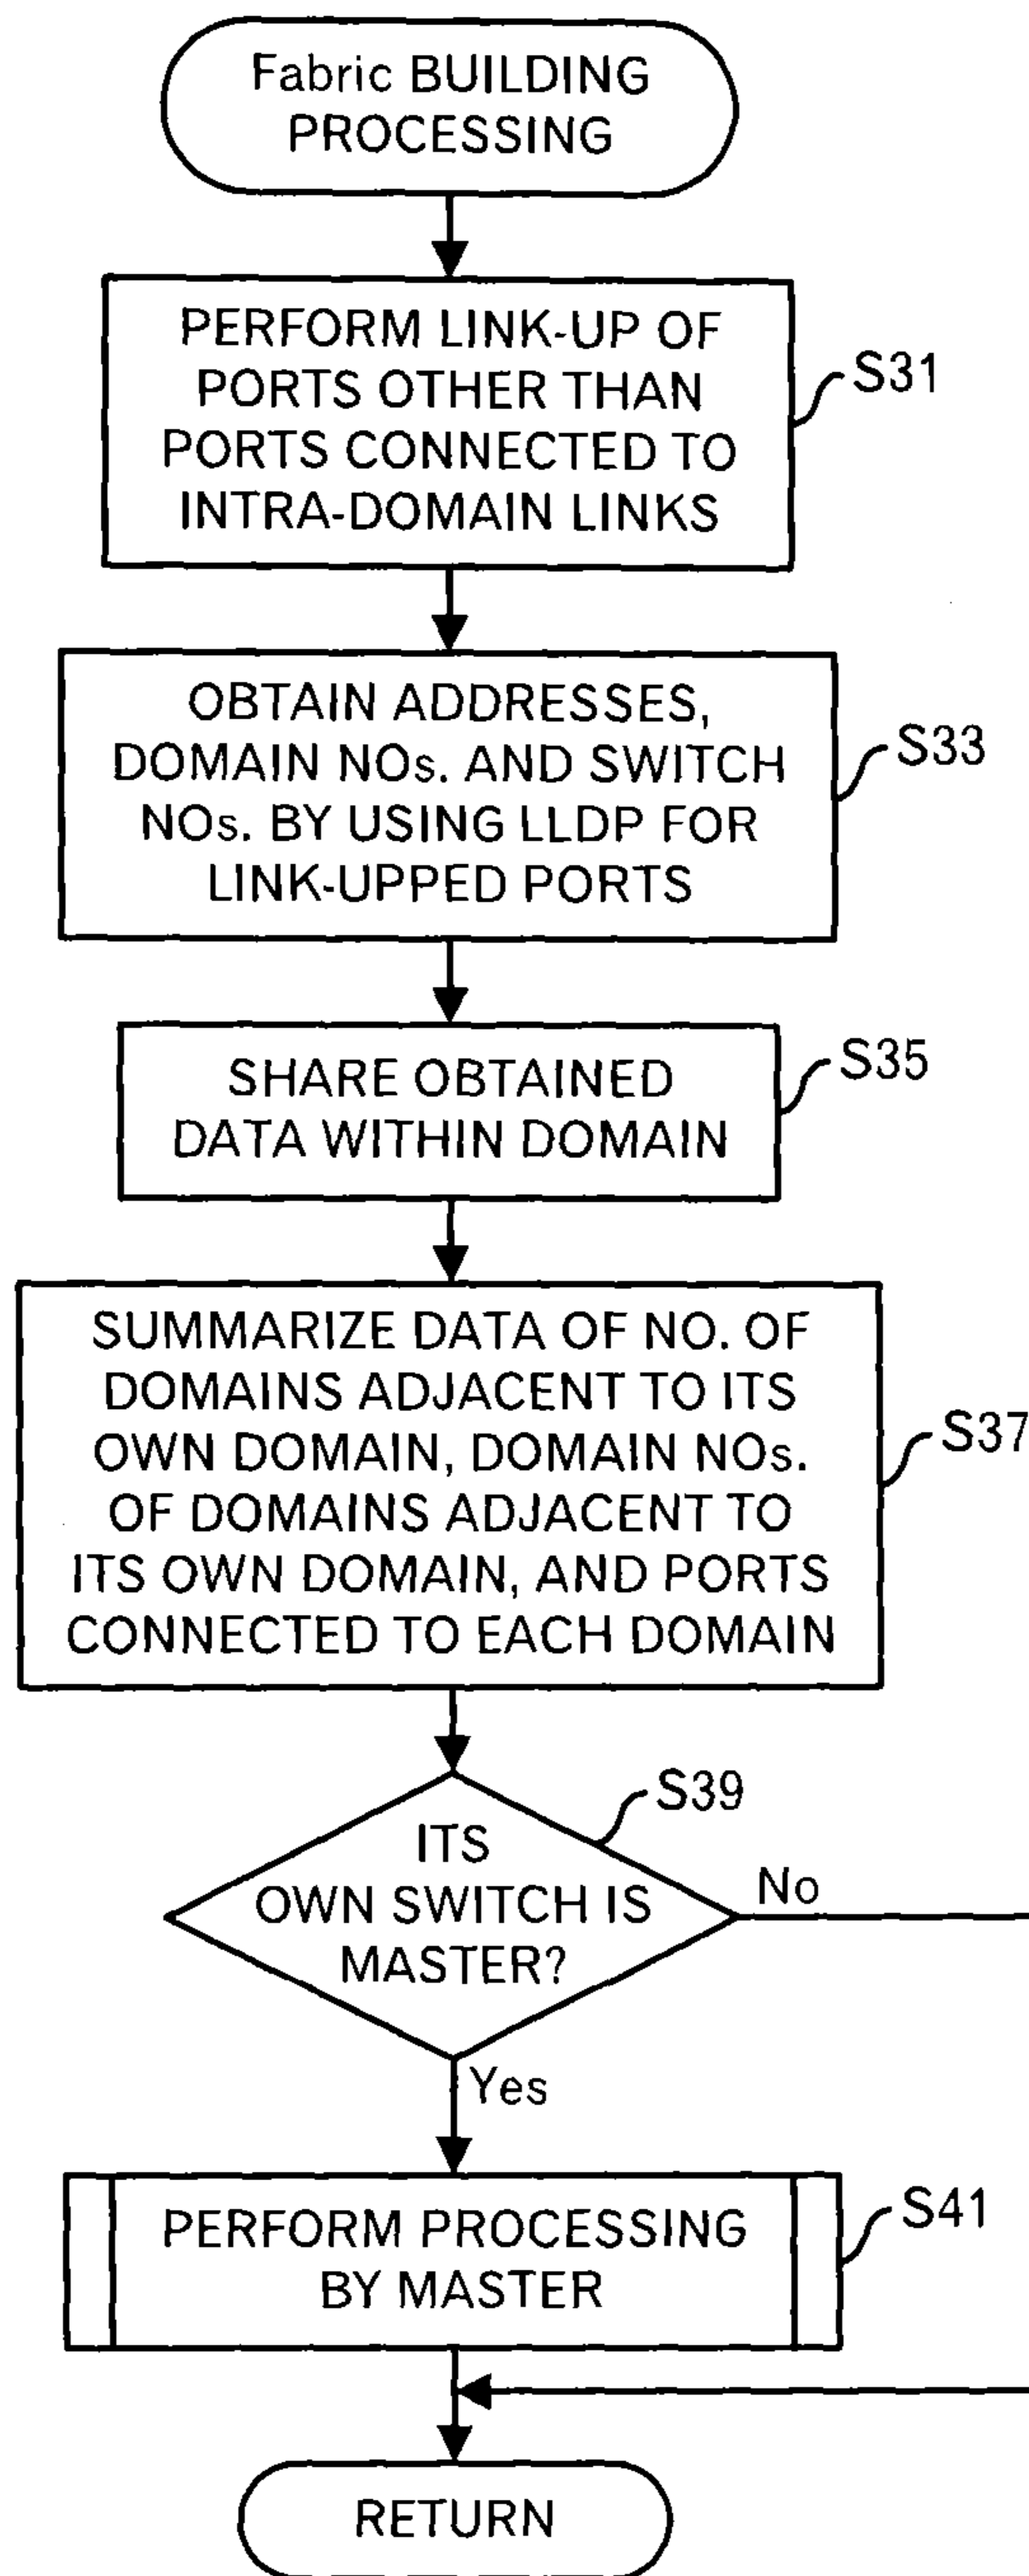 Fabric BUILDING
PROCESSING
PERFORM LINK-UP OF
PORTS OTHER THAN
PORTS CONNECTED TO
INTRA-DOMAIN LINKS
S31
OBTAIN ADDRESSES,
DOMAIN NOs. AND SWITCH
NOs. BY USING LLDP FOR
LINK-UPPED PORTS
S33
SHARE OBTAINED
DATA WITHIN DOMAIN
S35
SUMMARIZE DATA OF NO. OF
DOMAINS ADJACENT TO ITS
OWN DOMAIN, DOMAIN NOs.
OF DOMAINS ADJACENT TO
ITS OWN DOMAIN, AND PORTS
CONNECTED TO EACH DOMAIN
S37
ITS
OWN SWITCH IS
MASTER?
S39
No
Yes
PERFORM PROCESSING
BY MASTER
S41
RETURN